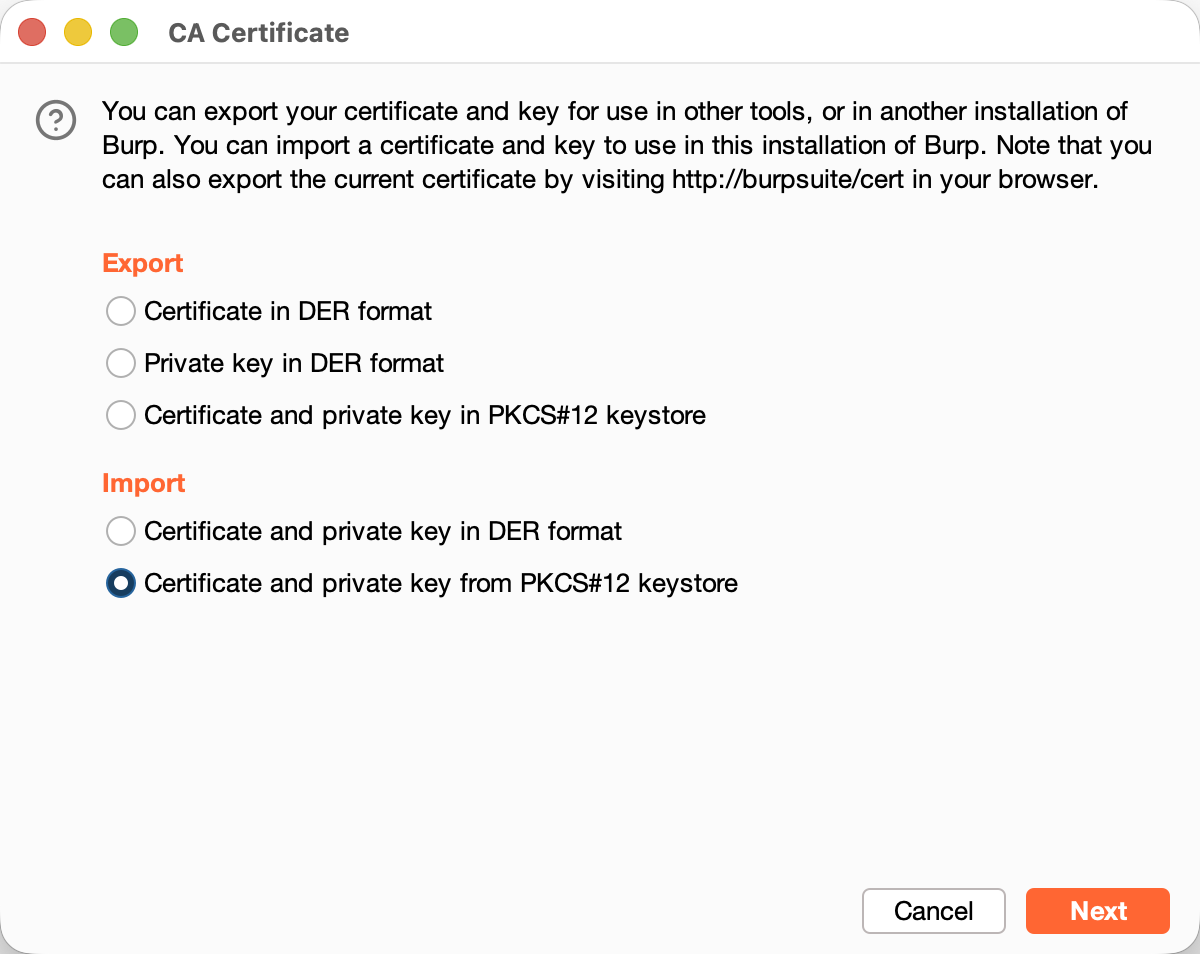 CA Certificate
You can export your certificate and key for use in other tools, or in another installation of
Burp. You can import a certificate and key to use in this installation of Burp. Note that you
can also export the current certificate by visiting http://burpsuite/cert in your browser.
Export
Certificate in DER format
Private key in DER format
Certificate and private key in PKCS#12 keystore
Import
Certificate and private key in DER format
Certificate and private key from PKCS#12 keystore
Cancel
Next